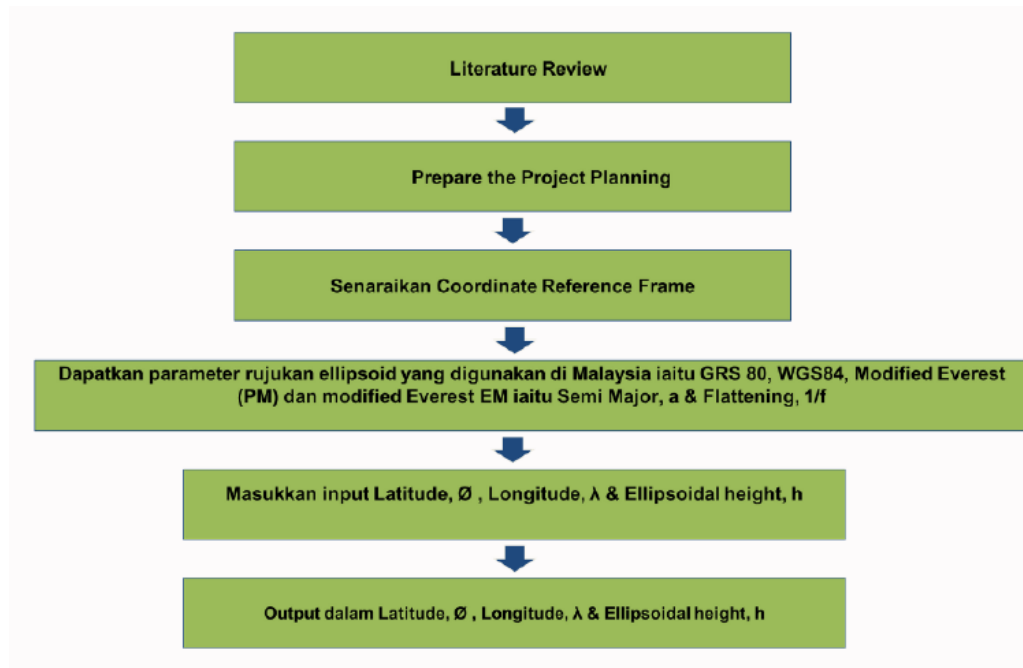 Literature Review
Prepare the Project Planning
Senaraikan Coordinate Reference Frame
Dapatkan parameter rujukan ellipsoid yang digunakan di Malaysia iaitu GRS 80, WGS84, Modified Everest
(PM) dan modified Everest EM iaitu Semi Major, a & Flattening, 1/f
Masukkan input Latitude, Ø , Longitude, λ & Ellipsoidal height, h
Output dalam Latitude, Ø , Longitude, λ & Ellipsoidal height, h